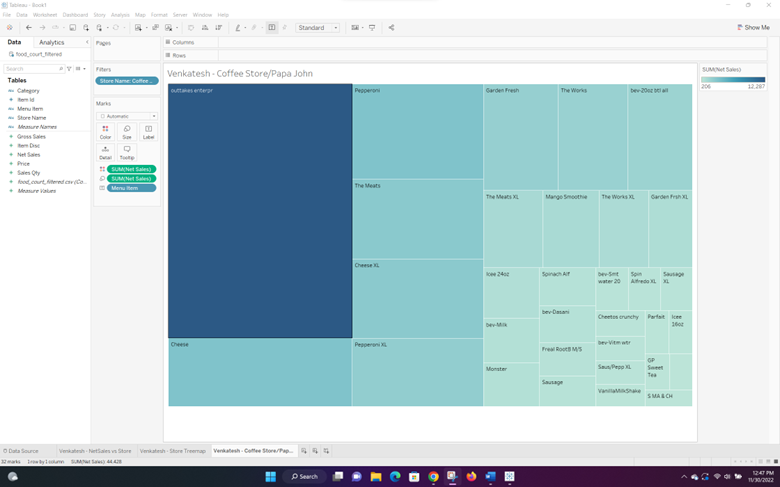 Tableau - Book1
File Data Worksheet Dashboard Story Analysis Map Format Server Window Help
Standard
Show Me
Data Analytics
food_court_filtered
Search
Tables
Category
Item Id
Menu Item
Store Name
Measure Names
Gross Sales
Item Disc
Net Sales
Price
Sales Qty
food_court_filtered.csv (Co...
Measure Values
Pages
Filters
Store Name: Coffee ...
Marks
Automatic
Color Size Label
Detail Tooltip
SUM(Net Sales)
SUM(Net Sales)
Menu Item
Columns
Rows
Venkatesh - Coffee Store/Papa John
outtakes enterpr
Cheese
Pepperoni
The Meats
Cheese XL
Pepperoni XL
Garden Fresh
The Works
bev-20oz btl all
The Meats XL
Mango Smoothie
The Works XL
Garden Frsh XL
Icee 24oz
bev-Milk
Monster
Spinach Alf
bev-Dasani
Freal RootB M/S
Sausage
bev-Smt
water 20
Spin
Alfredo XL
Sausage
XL
Cheetos crunchy
bev-Vitm wtr
Saus/Pepp XL
VanillaMilkShake
Parfait
Icee
16oz
GP
Sweet
Tea
S MA & CH
SUM(Net Sales)
206 12,287
Data Source
Venkatesh - NetSales vs Store
Venkatesh - Store Treemap
Venkatesh - Coffee Store/Pap...
32 marks 1 row by 1 column SUM(Net Sales): 44,428
Search
12:47 PM
11/30/2022